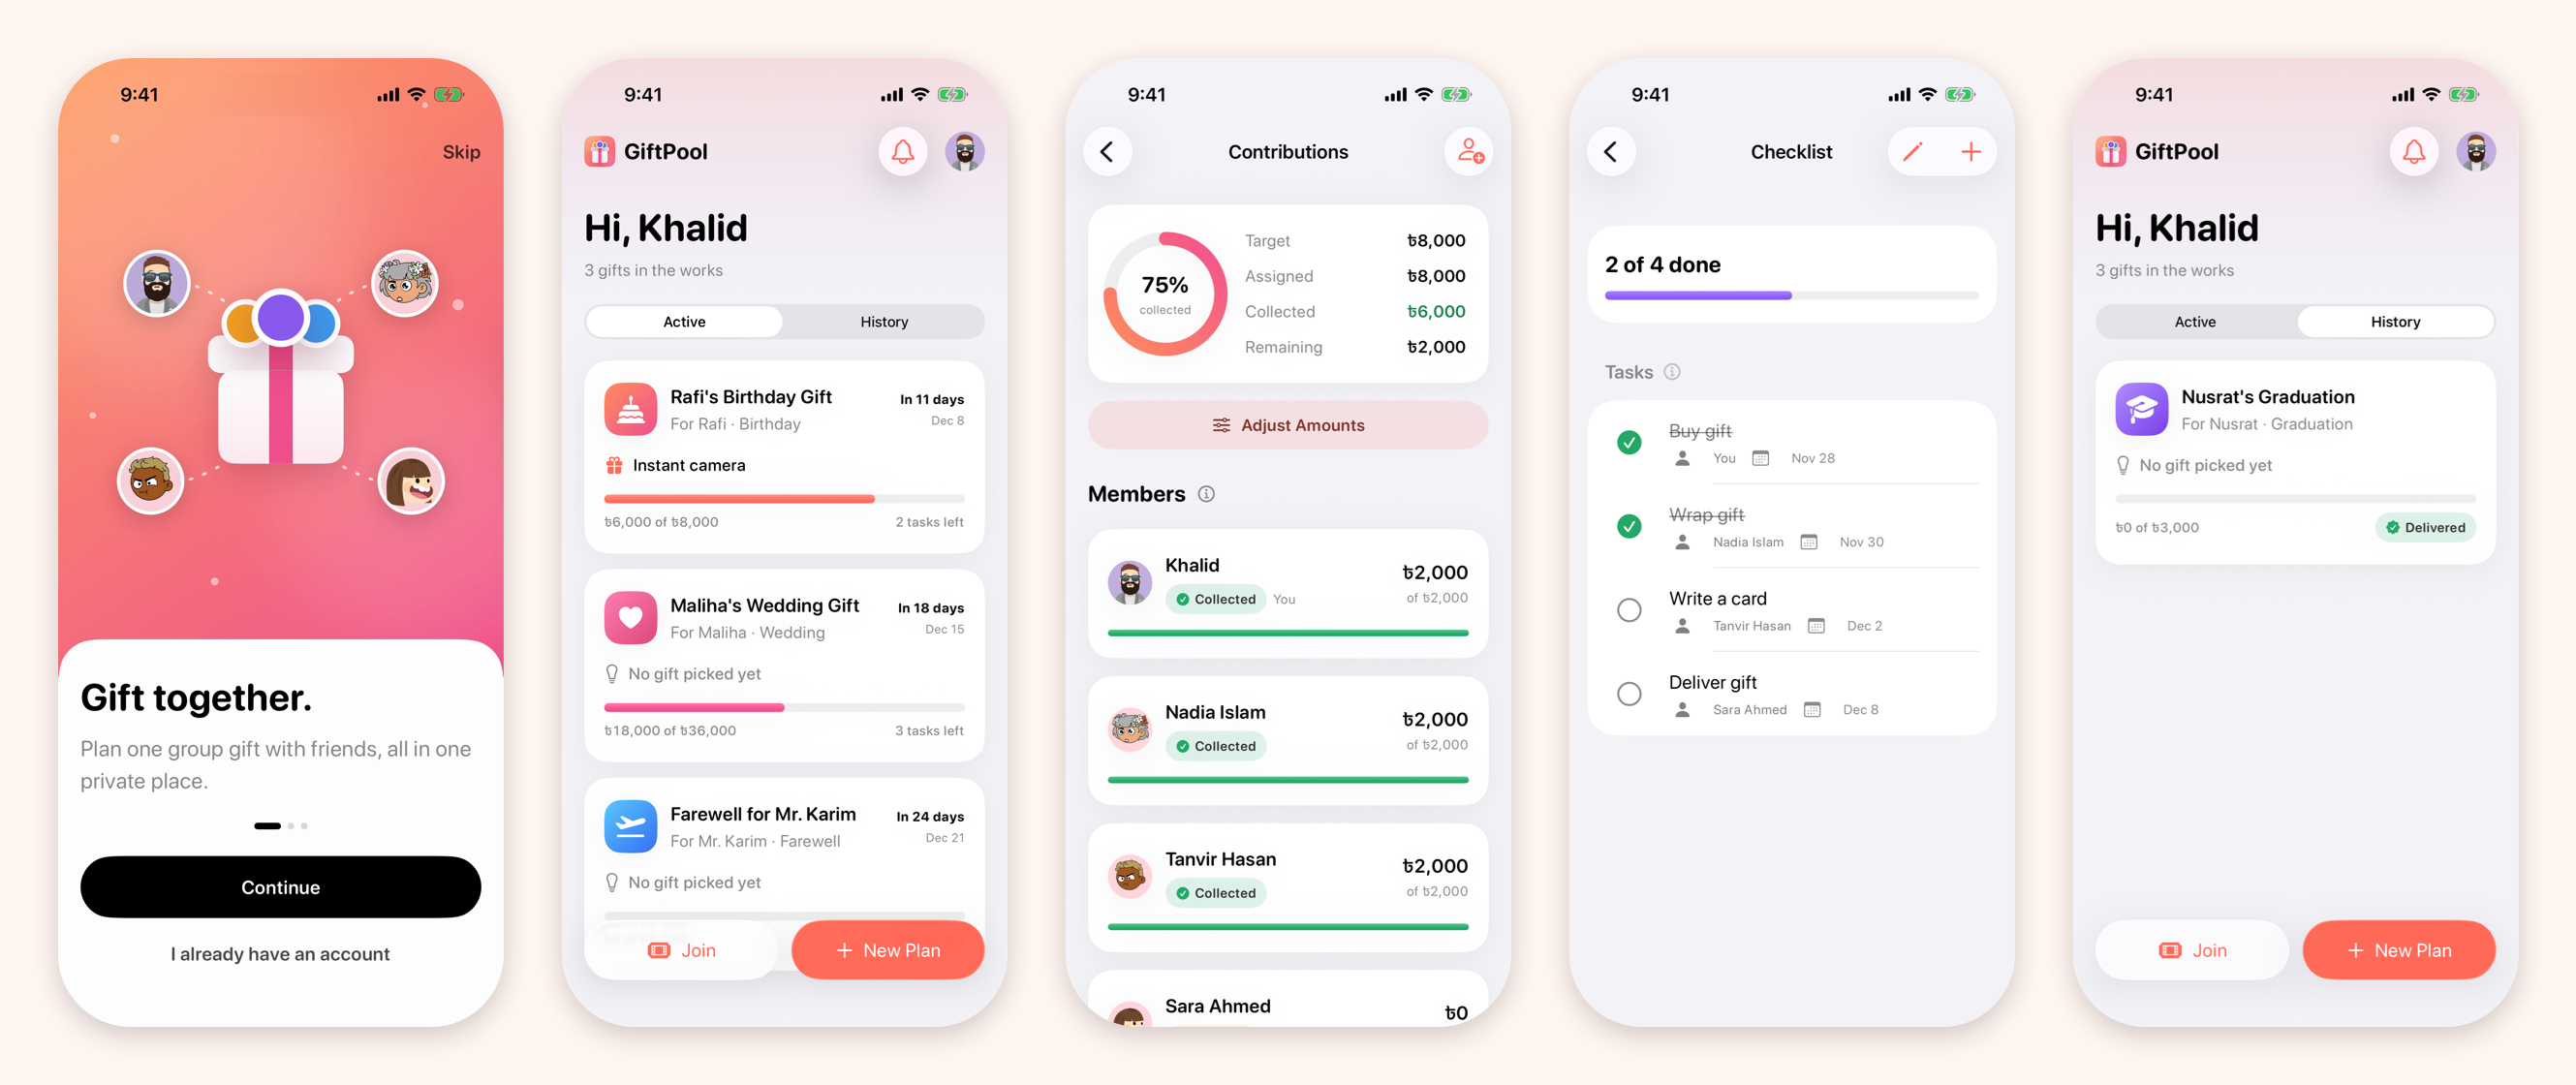 9:41
Skip
Gift together.
Plan one group gift with friends, all in one
private place.
Continue
I already have an account
9:41
GiftPool
Hi, Khalid
3 gifts in the works
Active
History
Rafi's Birthday Gift
In 11 days
For Rafi · Birthday
Dec 8
Instant camera
৳6,000 of ৳8,000
2 tasks left
Maliha's Wedding Gift
In 18 days
For Maliha · Wedding
Dec 15
No gift picked yet
৳18,000 of ৳36,000
3 tasks left
Farewell for Mr. Karim
In 24 days
For Mr. Karim · Farewell
Dec 21
No gift picked yet
Join
New Plan
9:41
Contributions
75%
collected
Target
৳8,000
Assigned
৳8,000
Collected
৳6,000
Remaining
৳2,000
Adjust Amounts
Members
Khalid
৳2,000
Collected
You
of ৳2,000
Nadia Islam
৳2,000
Collected
of ৳2,000
Tanvir Hasan
৳2,000
Collected
of ৳2,000
Sara Ahmed
৳0
9:41
Checklist
2 of 4 done
Tasks
Buy gift
You
Nov 28
Wrap gift
Nadia Islam
Nov 30
Write a card
Tanvir Hasan
Dec 2
Deliver gift
Sara Ahmed
Dec 8
9:41
GiftPool
Hi, Khalid
3 gifts in the works
Active
History
Nusrat's Graduation
For Nusrat · Graduation
No gift picked yet
৳0 of ৳3,000
Delivered
Join
New Plan